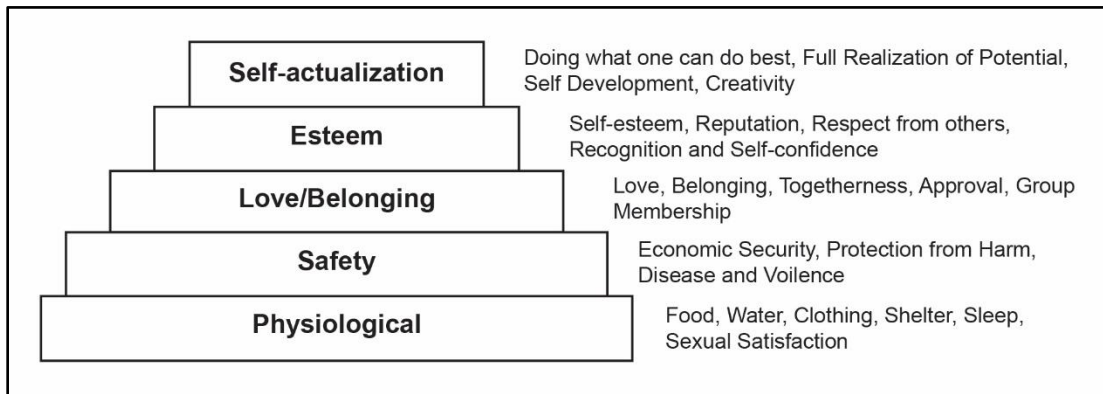 Self-actualization
Doing what one can do best, Full Realization of Potential,
Self Development, Creativity
Esteem
Self-esteem, Reputation, Respect from others,
Recognition and Self-confidence
Love/Belonging
Love, Belonging, Togetherness, Approval, Group
Membership
Safety
Economic Security, Protection from Harm,
Disease and Voilence
Physiological
Food, Water, Clothing, Shelter, Sleep,
Sexual Satisfaction